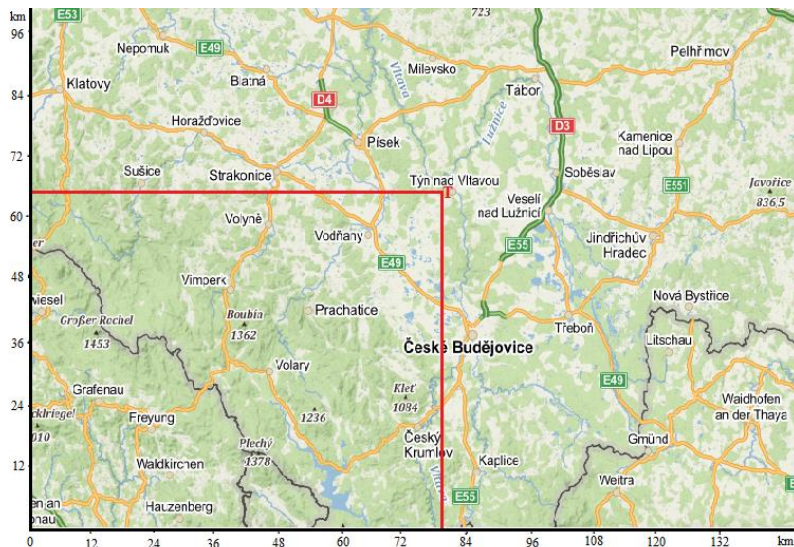 km
96
84
72
60
48
36
24
12
0
E53
Nepomuk
E49
723
Klatovy
Blatná
Milevsko
Vltava
Tábor
Pelhřimov
D4
Horažďovice
Písek
Lužnice
D3
Kamenice
nad Lipou
Sušice
Strakonice
Týn nad Vltavou
T
Soběslav
E551
Javořice
836,5
Volyně
Vodňany
Veselí
nad Lužnicí
E49
E55
Jindřichův
Hradec
Vimperk
Großer Rachel
1453
Boubín
1362
Prachatice
Nová Bystřice
České Budějovice
Třeboň
Litschau
Volary
Grafenau
Freyung
1236
Kleť
1084
E49
Waidhofen
an der Thaya
Plechý
1378
Český
Krumlov
Gmünd
Waldkirchen
Kaplice
Weitra
Hauzenberg
E55
0 12 24 36 48 60 72 84 96 108 120 132 km